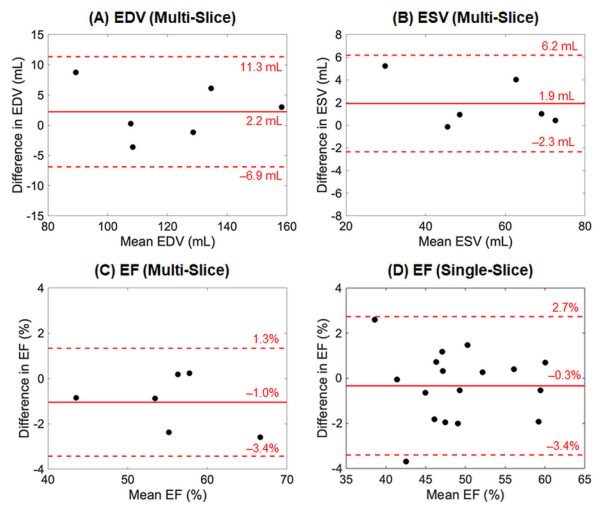 (A) EDV (Multi-Slice)
Difference in EDV (mL)
15
10
5
0
-5
-10
-15
11.3 mL
2.2 mL
–6.9 mL
80
100
120
140
160
Mean EDV (mL)
(B) ESV (Multi-Slice)
Difference in ESV (mL)
8
6
4
2
0
-2
-4
-6
-8
6.2 mL
1.9 mL
–2.3 mL
20
40
60
80
Mean ESV (mL)
(C) EF (Multi-Slice)
Difference in EF (%)
4
2
0
-2
-4
1.3%
–1.0%
–3.4%
40
50
60
70
Mean EF (%)
(D) EF (Single-Slice)
Difference in EF (%)
4
2
0
-2
-4
2.7%
–0.3%
–3.4%
35
40
45
50
55
60
65
Mean EF (%)